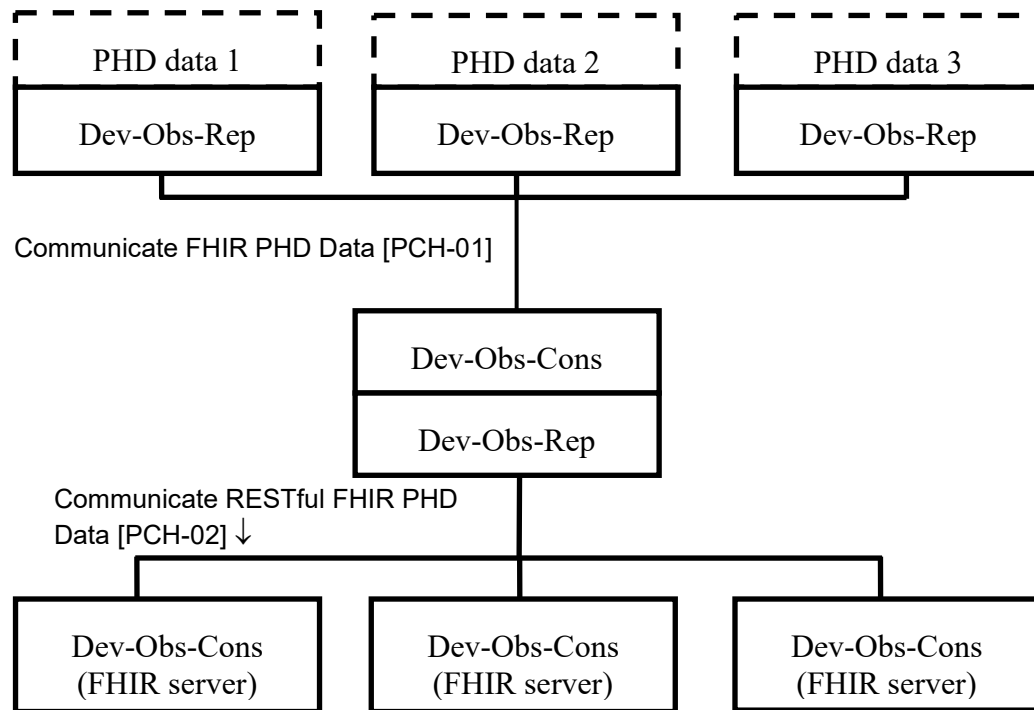 PHD data 1
PHD data 2
PHD data 3
Dev-Obs-Rep
Dev-Obs-Rep
Dev-Obs-Rep
Communicate FHIR PHD Data [PCH-01]
Dev-Obs-Cons
Dev-Obs-Rep
Communicate RESTful FHIR PHD
Data [PCH-02] ↓
Dev-Obs-Cons
(FHIR server)
Dev-Obs-Cons
(FHIR server)
Dev-Obs-Cons
(FHIR server)